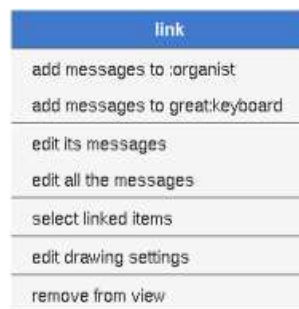 link
add messages to :organist
add messages to great:keyboard
edit its messages
edit all the messages
select linked items
edit drawing settings
remove from view